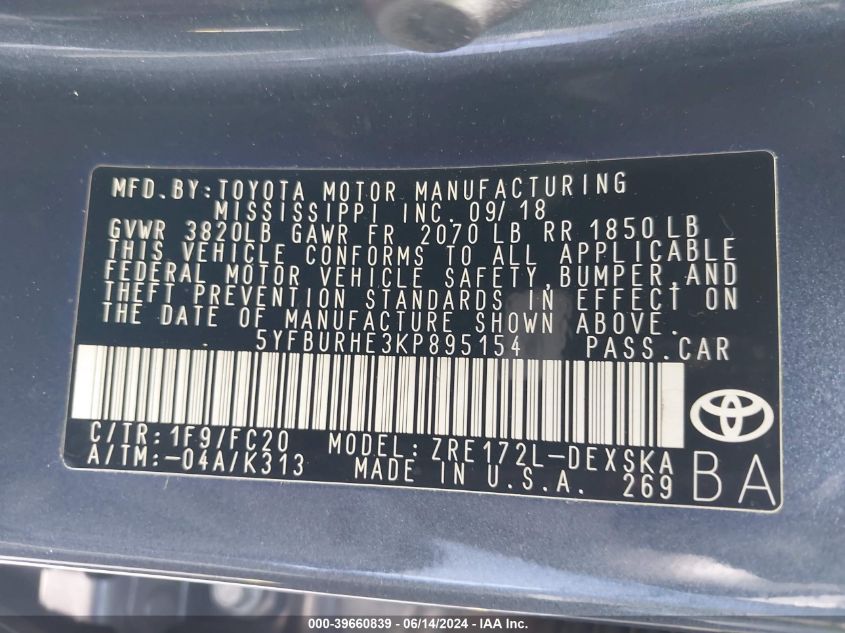 MFD. BY: TOYOTA MOTOR MANUFACTURING
MISSISSIPPI INC. 09/18
GVWR 3820LB GAWR FR 2070 LB RR 1850 LB
THIS VEHICLE CONFORMS TO ALL APPLICABLE
FEDERAL MOTOR VEHICLE SAFETY, BUMPER, AND
THEFT PREVENTION STANDARDS IN EFFECT ON
THE DATE OF MANUFACTURE SHOWN ABOVE.
5YFBURHE3KP895154 PASS. CAR
C/TR: 1F9/FC20 MODEL: ZRE172L-DEXSKA
A/TM: -04A/K313 MADE IN U.S.A. 269
BA
000-39660839 - 06/14/2024 - IAA Inc.